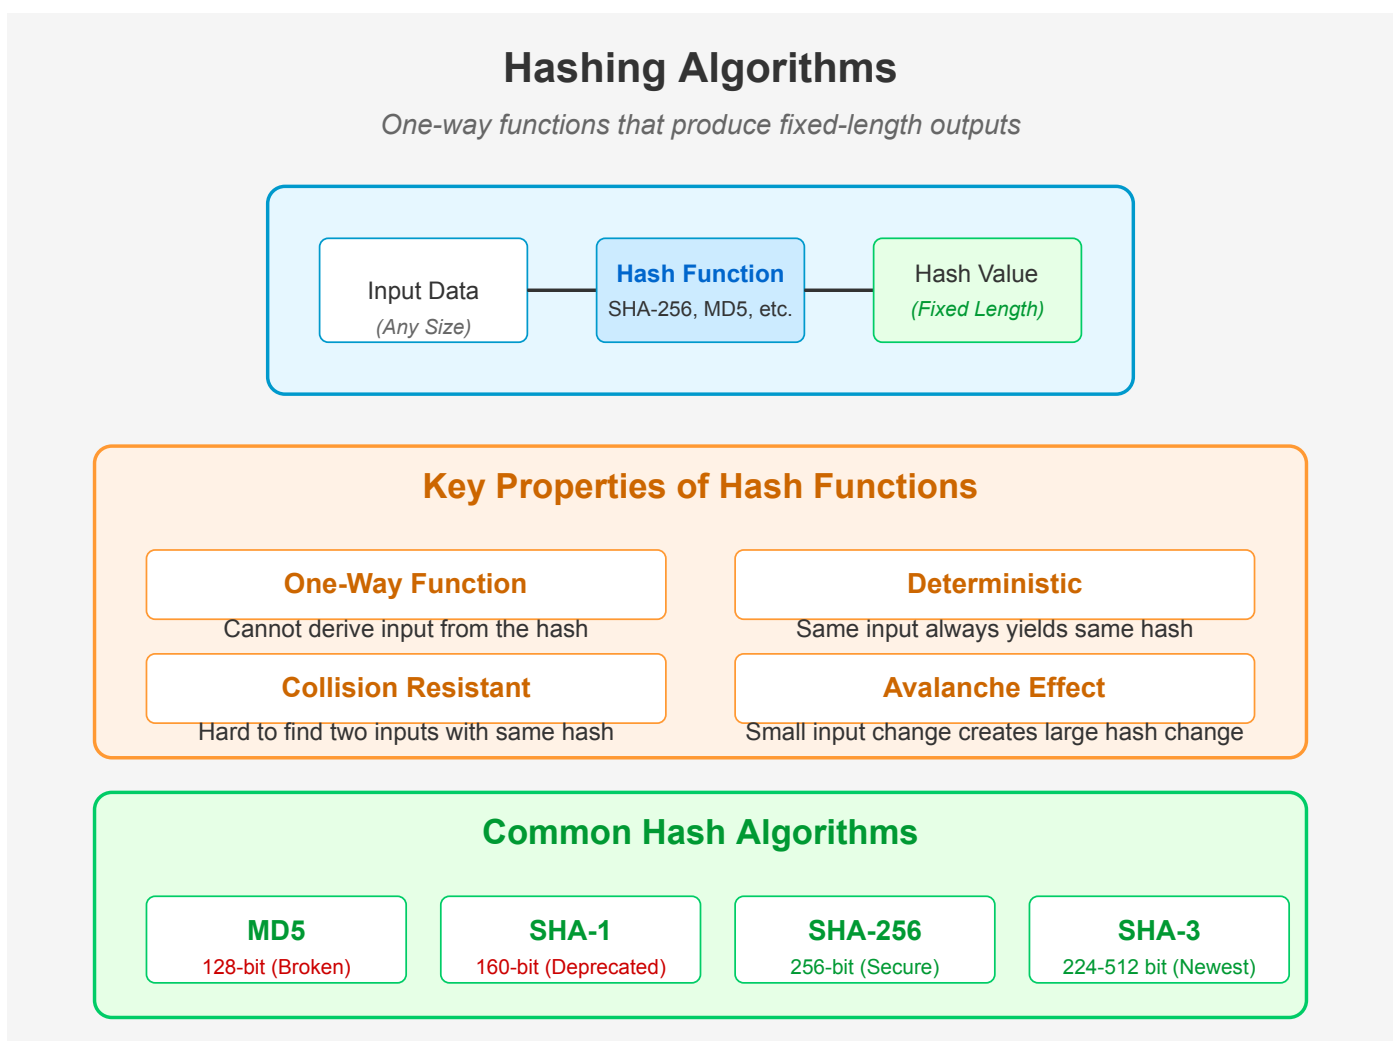 Hashing Algorithms
One-way functions that produce fixed-length outputs
Input Data
(Any Size)
Hash Function
SHA-256, MD5, etc.
Hash Value
(Fixed Length)
Key Properties of Hash Functions
One-Way Function
Cannot derive input from the hash
Deterministic
Same input always yields same hash
Collision Resistant
Hard to find two inputs with same hash
Avalanche Effect
Small input change creates large hash change
Common Hash Algorithms
MD5
128-bit (Broken)
SHA-1
160-bit (Deprecated)
SHA-256
256-bit (Secure)
SHA-3
224-512 bit (Newest)